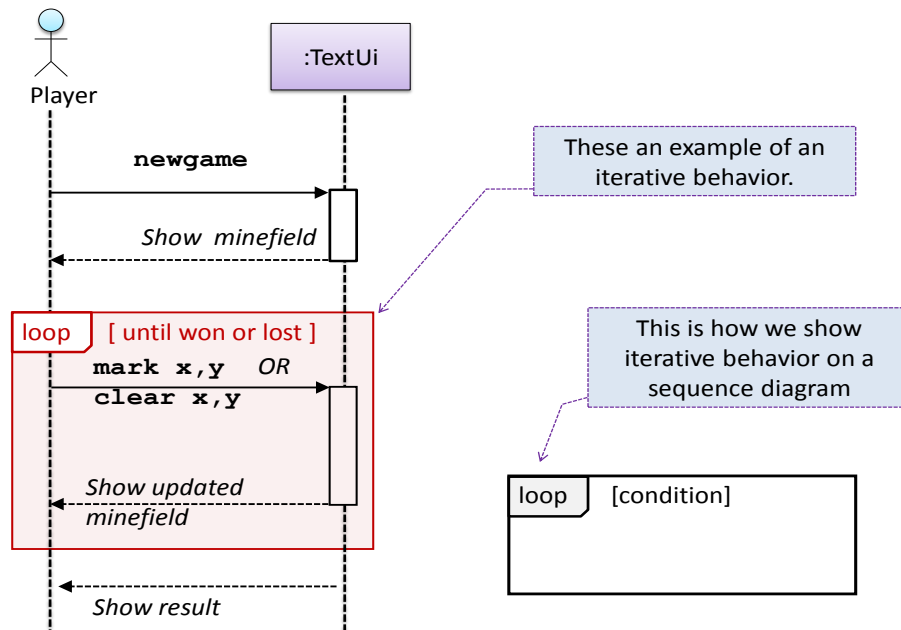 :TextUi
Player
newgame
Show minefield
loop [ until won or lost ]
mark x,y OR
clear x,y
Show updated
minefield
Show result
These an example of an
iterative behavior.
This is how we show
iterative behavior on a
sequence diagram
loop [condition]